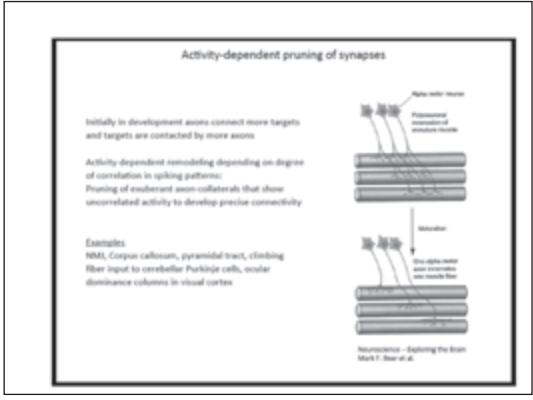 Activity-dependent pruning of synapses
Initially in development axons connect more targets
and targets are contacted by more axons
Activity dependent remodeling depending on degree
of correlation in spiking patterns:
Pruning of exuberant axon-collaterals that show
uncorrelated activity to develop precise connectivity
Examples
NMJ, Corpus callosum, pyramidal tract, climbing
fiber input to cerebellar Purkinje cells, ocular
dominance columns in visual cortex
Alpha motor neurons
Polyneuronal
innervation of
immature muscle
Maturation
One alpha motor
axon innervates
one muscle fiber
Neuroscience – Exploring the Brain
Mark F. Bear et al.